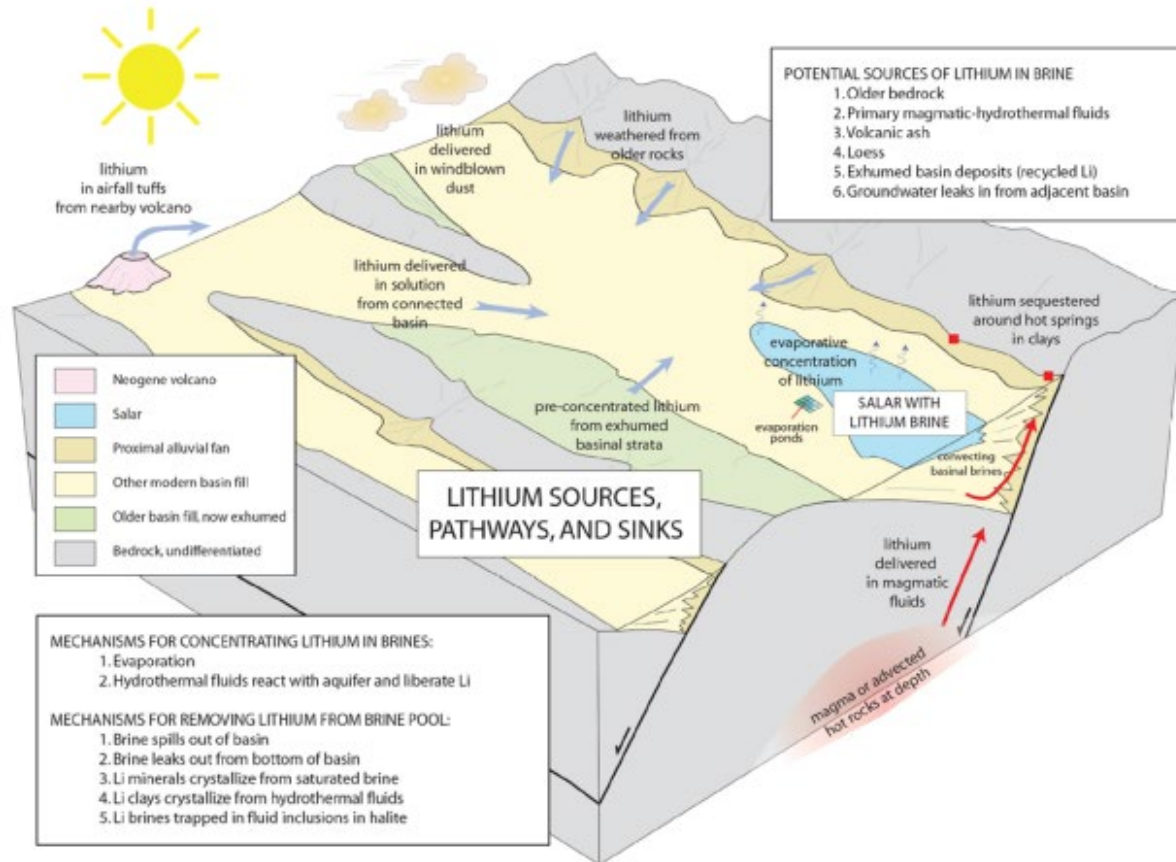 POTENTIAL SOURCES OF LITHIUM IN BRINE
1. Older bedrock
2. Primary magmatic-hydrothermal fluids
3. Volcanic ash
4. Loess
5. Exhumed basin deposits (recycled Li)
6. Groundwater leaks in from adjacent basin
lithium
in airfall tuffs
from nearby volcano
lithium
delivered
in windblown
dust
lithium
weathered from
older rocks
lithium delivered
in solution
from connected
basin
lithium sequestered
around hot springs
in clays
evaporative
concentration
of lithium
SALAR WITH
LITHIUM BRINE
evaporation
ponds
convecting
basinal brines
pre-concentrated lithium
from exhumed
basinal strata
Neogene volcano
Salar
Proximal alluvial fan
Other modern basin fill
Older basin fill, now exhumed
Bedrock, undifferentiated
LITHIUM SOURCES,
PATHWAYS, AND SINKS
lithium
delivered
in magmatic
fluids
magma or advected
hot rocks at depth
MECHANISMS FOR CONCENTRATING LITHIUM IN BRINES:
1. Evaporation
2. Hydrothermal fluids react with aquifer and liberate Li
MECHANISMS FOR REMOVING LITHIUM FROM BRINE POOL:
1. Brine spills out of basin
2. Brine leaks out from bottom of basin
3. Li minerals crystallize from saturated brine
4. Li clays crystallize from hydrothermal fluids
5. Li brines trapped in fluid inclusions in halite